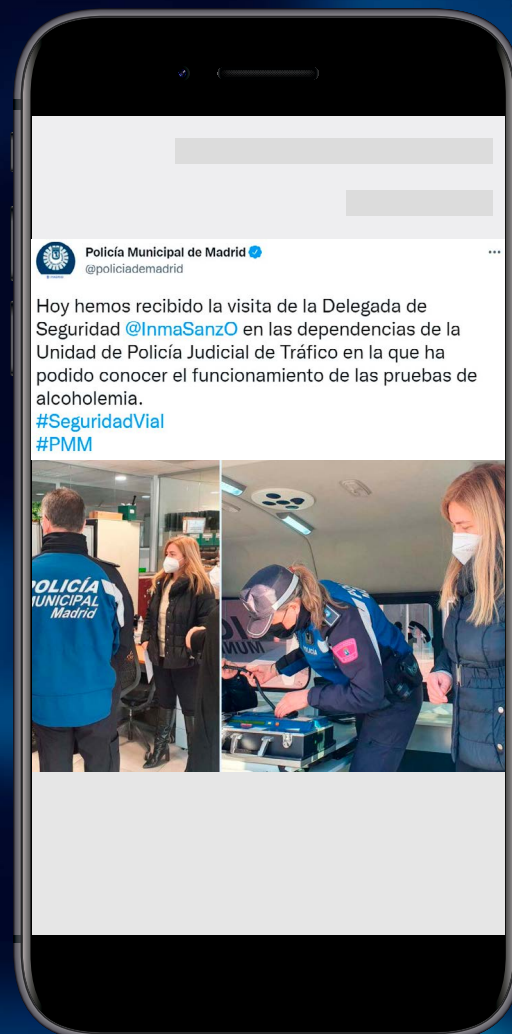 Policía Municipal de Madrid
@policiademadrid
Hoy hemos recibido la visita de la Delegada de
Seguridad @InmaSanzO en las dependencias de la
Unidad de Policía Judicial de Tráfico en la que ha
podido conocer el funcionamiento de las pruebas de
alcoholemia.
#SeguridadVial
#PMM
POLICÍA
MUNICIPAL
Madrid
POLICÍA